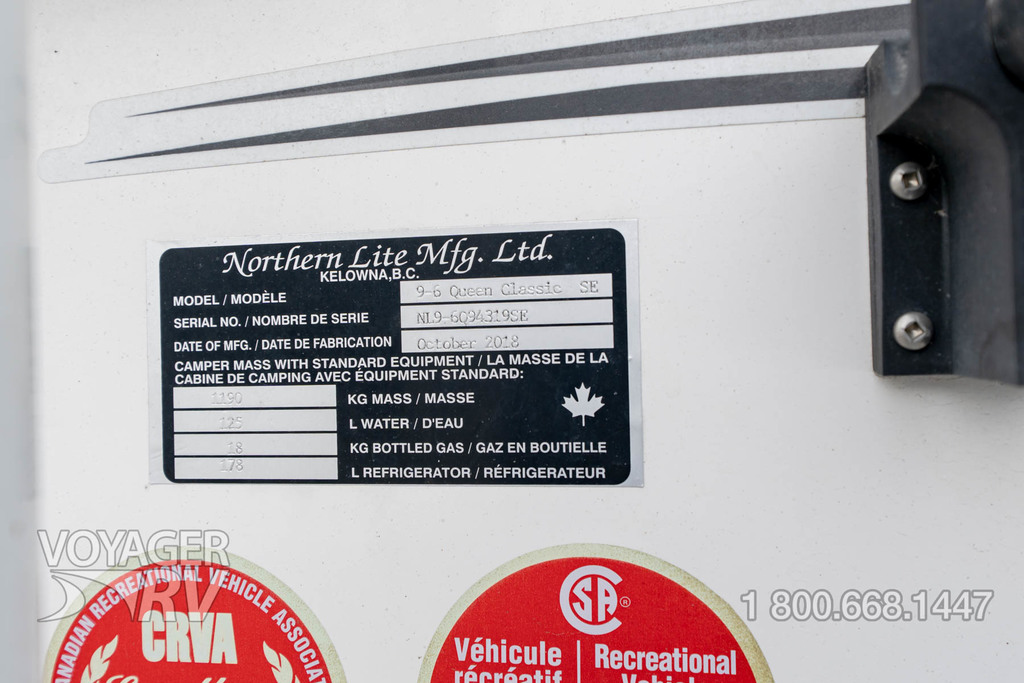 Northern Lite Mfg. Ltd.
KELOWNA, B.C.
MODEL / MODÈLE 9-6 Queen Classic SE
SERIAL NO. / NOMBRE DE SERIE NL9-6Q94319SE
DATE OF MFG. / DATE DE FABRICATION October 2018
CAMPER MASS WITH STANDARD EQUIPMENT / LA MASSE DE LA
CABINE DE CAMPING AVEC ÉQUIPMENT STANDARD:
1190 KG MASS / MASSE
125 L WATER / D'EAU
18 KG BOTTLED GAS / GAZ EN BOUTIELLE
178 L REFRIGERATOR / RÉFRIGERATEUR
VOYAGER
RV
CANADIAN RECREATIONAL VEHICLE ASSOCIAT
CRVA
CSA ®
Véhicule
récréatif
Recreational
Vehicle
1 800.668.1447